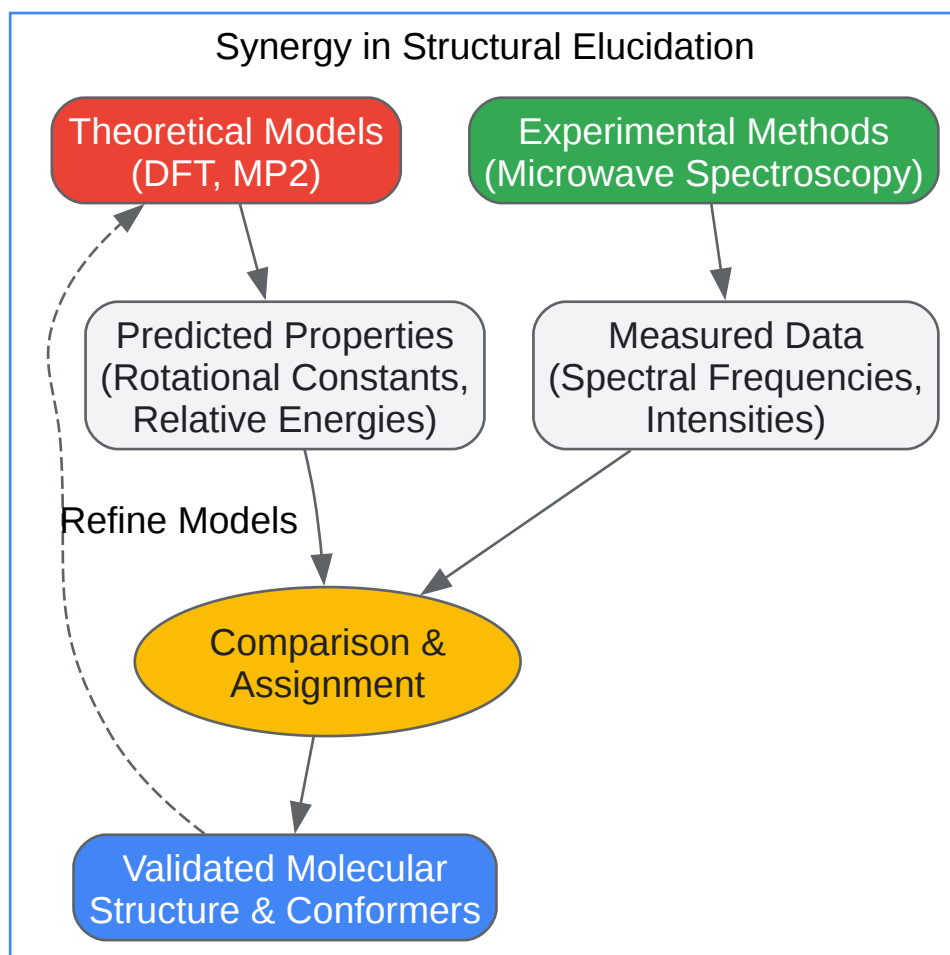 Synergy in Structural Elucidation
Theoretical Models
(DFT, MP2)
Experimental Methods
(Microwave Spectroscopy)
Predicted Properties
(Rotational Constants,
Relative Energies)
Measured Data
(Spectral Frequencies,
Intensities)
Refine Models
Comparison &
Assignment
Validated Molecular
Structure & Conformers